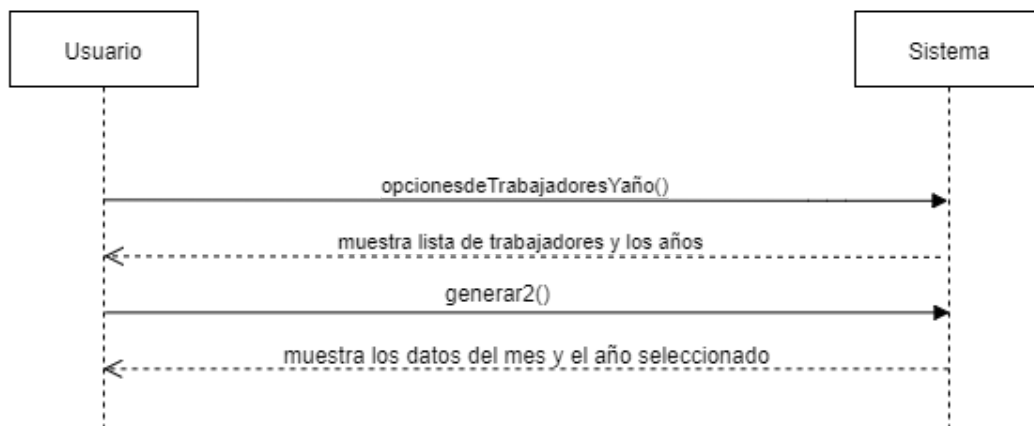 Usuario
Sistema
opcionesdeTrabajadoresYaño()
muestra lista de trabajadores y los años
generar2()
muestra los datos del mes y el año seleccionado